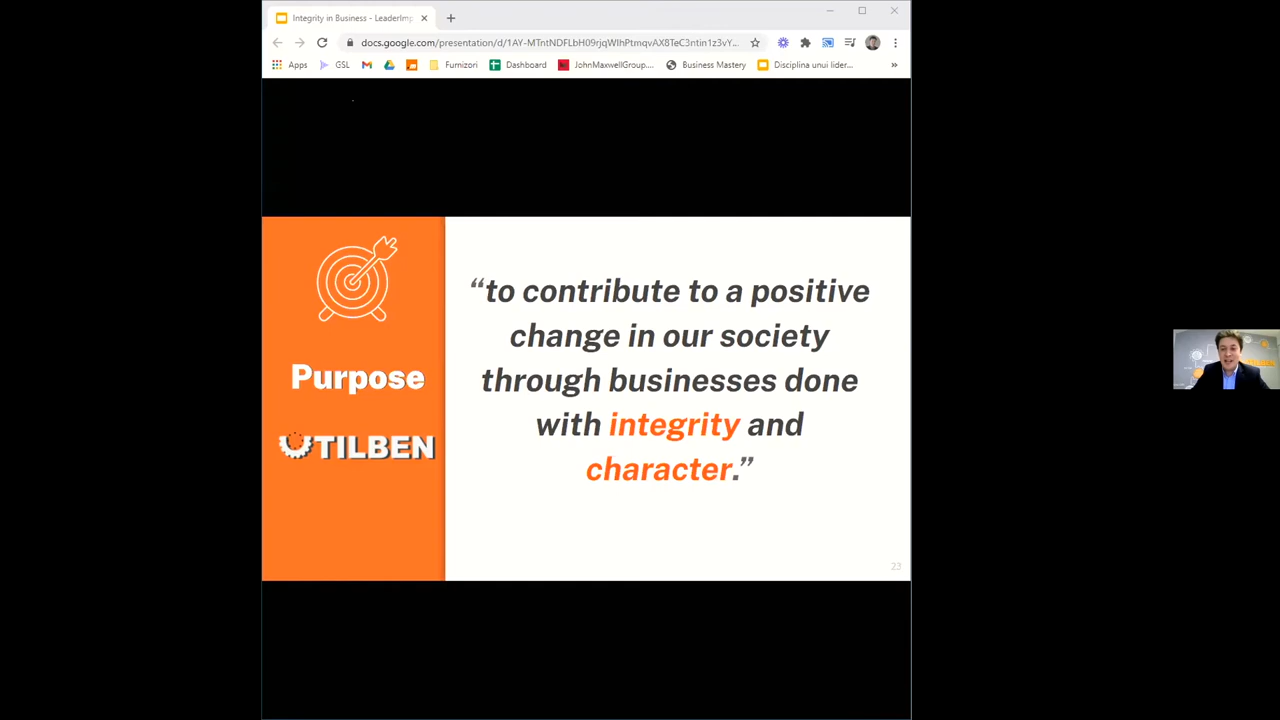 Integrity in Business - LeaderImp
docs.google.com/presentation/d/1AY-MTntNDFLbH09rjqWIhPtmqvAX8TeC3ntin1z3vY...
Apps GSL Furnizori Dashboard JohnMaxwellGroup.... Business Mastery Disciplina unui lider... »
“to contribute to a positive
change in our society
through businesses done
with integrity and
character.”
Purpose
UTILBEN
23